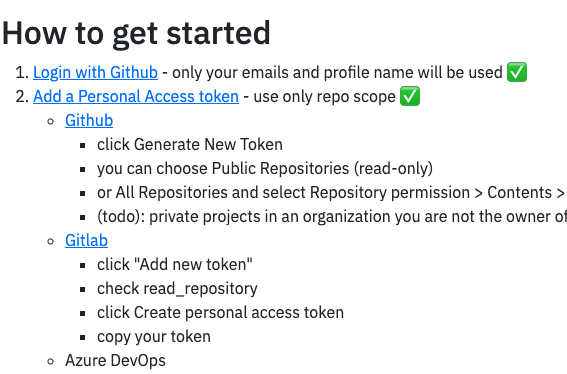 How to get started
1. Login with Github - only your emails and profile name will be used ✅
2. Add a Personal Access token - use only repo scope ✅
Github
click Generate New Token
you can choose Public Repositories (read-only)
or All Repositories and select Repository permission > Contents >
(todo): private projects in an organization you are not the owner of
Gitlab
click "Add new token"
check read_repository
click Create personal access token
copy your token
Azure DevOps